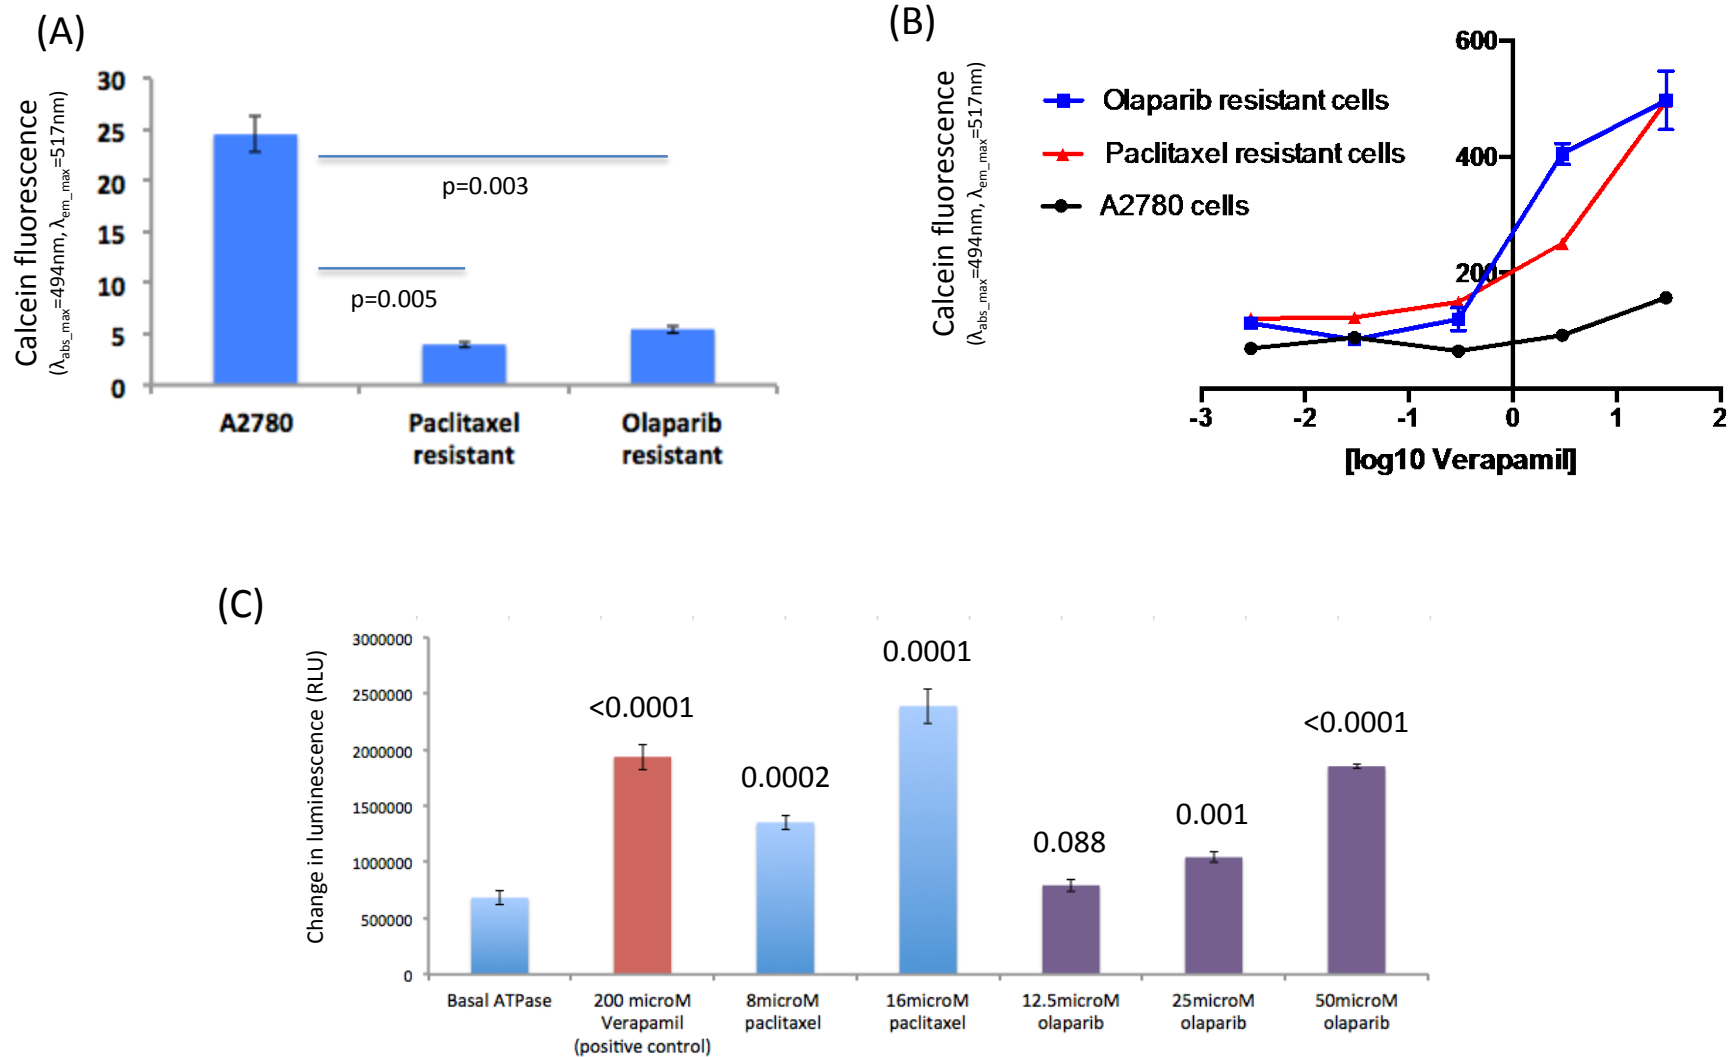 (A)
Calcein fluorescence
(λabs_max=494nm, λem_max=517nm)
30
25
20
15
10
5
0
p=0.003
p=0.005
A2780
Paclitaxel
resistant
Olaparib
resistant
(B)
Calcein fluorescence
(λabs_max=494nm, λem_max=517nm)
Olaparib resistant cells
Paclitaxel resistant cells
A2780 cells
600
400
200
-3 -2 -1 0 1 2
[log10 Verapamil]
(C)
Change in luminescence (RLU)
3000000
2500000
2000000
1500000
1000000
500000
0
<0.0001
0.0002
0.0001
0.088
0.001
<0.0001
Basal ATPase
200 microM
Verapamil
(positive control)
8microM
paclitaxel
16microM
paclitaxel
12.5microM
olaparib
25microM
olaparib
50microM
olaparib